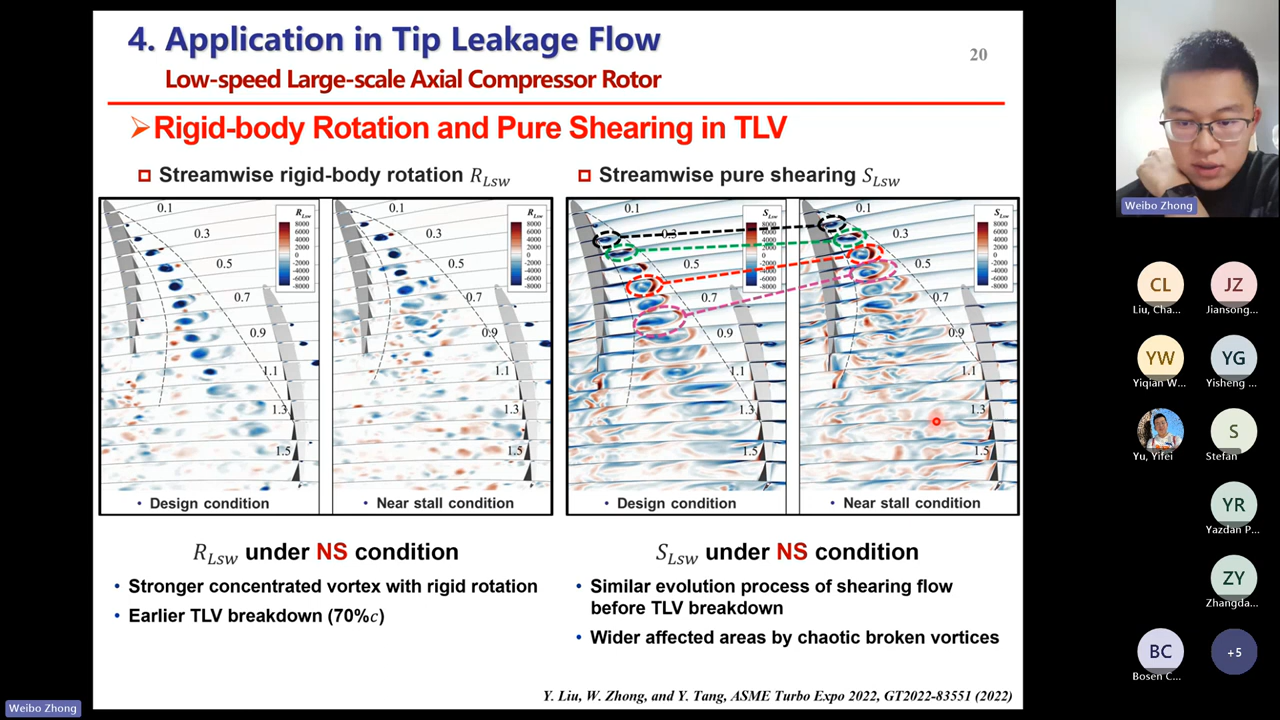 4. Application in Tip Leakage Flow
Low-speed Large-scale Axial Compressor Rotor
20
Rigid-body Rotation and Pure Shearing in TLV
Streamwise rigid-body rotation R_Lsw
Streamwise pure shearing S_Lsw
0.1
0.3
0.5
0.7
0.9
1.1
1.3
1.5
R_Lsw
8000
6000
4000
2000
0
-2000
-4000
-6000
-8000
0.1
0.3
0.5
0.7
0.9
1.1
1.3
1.5
R_Lsw
8000
6000
4000
2000
0
-2000
-4000
-6000
-8000
0.1
0.3
0.5
0.7
0.9
1.1
1.3
1.5
S_Lsw
8000
6000
4000
2000
0
-2000
-4000
-6000
-8000
0.1
0.3
0.5
0.7
0.9
1.1
1.3
1.5
S_Lsw
8000
6000
4000
2000
0
-2000
-4000
-6000
-8000
• Design condition
• Near stall condition
• Design condition
• Near stall condition
R_Lsw under NS condition
• Stronger concentrated vortex with rigid rotation
• Earlier TLV breakdown (70%c)
S_Lsw under NS condition
• Similar evolution process of shearing flow
before TLV breakdown
• Wider affected areas by chaotic broken vortices
Y. Liu, W. Zhong, and Y. Tang, ASME Turbo Expo 2022, GT2022-83551 (2022)
Weibo Zhong
Weibo Zhong
CL
Liu, Cha...
JZ
Jiansong...
YW
Yiqian W...
YG
Yisheng ...
Yu, Yifei
S
Stefan
YR
Yazdan P...
ZY
Zhangda...
BC
Bosen C...
+5